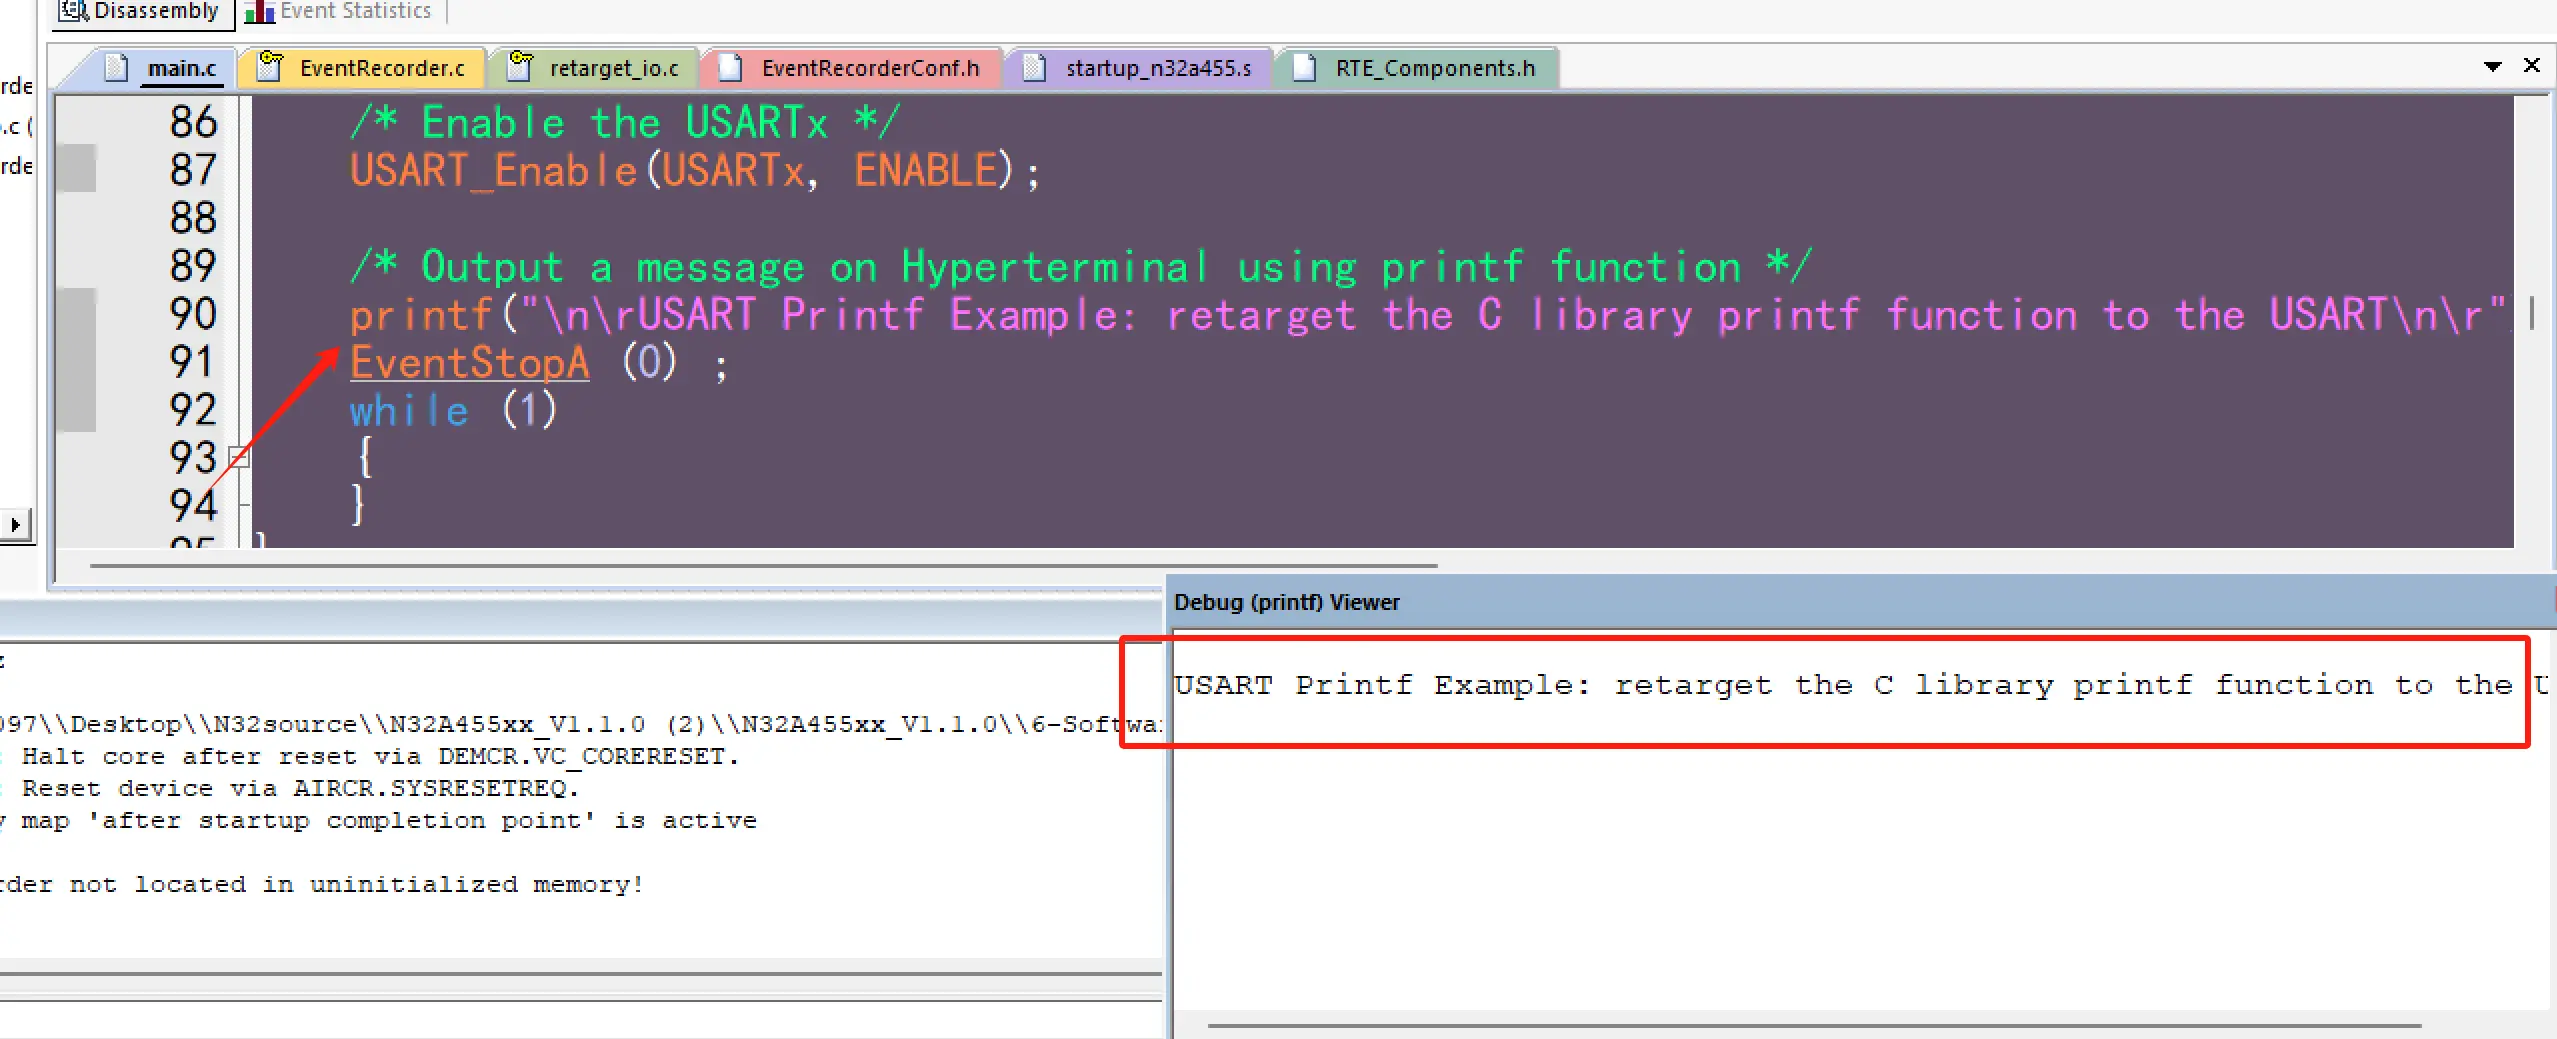 Disassembly Event Statistics
main.c EventRecorder.c retarget_io.c EventRecorderConf.h startup_n32a455.s RTE_Components.h
rde
.c (
rde
86 /* Enable the USARTx */
87 USART_Enable(USARTx, ENABLE);
88
89 /* Output a message on Hyperterminal using printf function */
90 printf("\n\rUSART Printf Example: retarget the C library printf function to the USART\n\r"
91 EventStopA (0) ;
92 while (1)
93 {
94 }
95 }
Debug (printf) Viewer
USART Printf Example: retarget the C library printf function to the U
z
097\\Desktop\\N32source\\N32A455xx_V1.1.0 (2)\\N32A455xx_V1.1.0\\6-Softwa
: Halt core after reset via DEMCR.VC_CORERESET.
: Reset device via AIRCR.SYSRESETREQ.
y map 'after startup completion point' is active
rder not located in uninitialized memory!